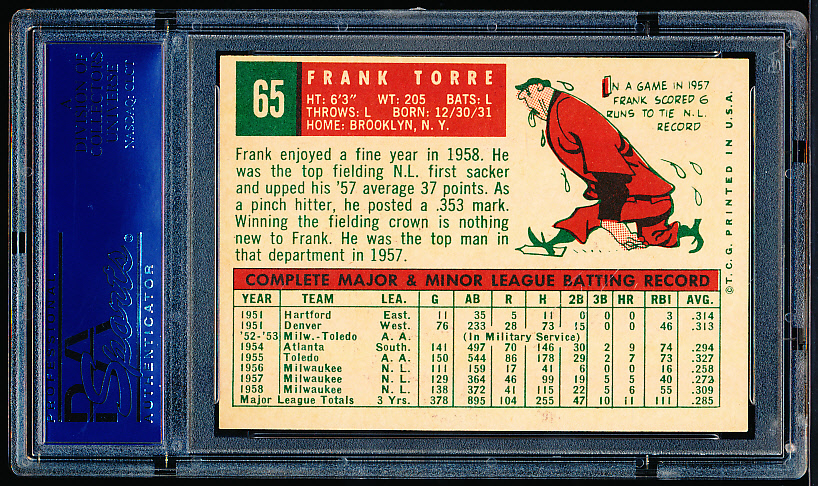 65
FRANK TORRE
HT: 6'3" WT: 205 BATS: L
THROWS: L BORN: 12/30/31
HOME: BROOKLYN, N. Y.
IN A GAME IN 1957
FRANK SCORED 6
RUNS TO TIE N.L.
RECORD
Frank enjoyed a fine year in 1958. He
was the top fielding N.L. first sacker
and upped his '57 average 37 points. As
a pinch hitter, he posted a .353 mark.
Winning the fielding crown is nothing
new to Frank. He was the top man in
that department in 1957.
©T.C.G. PRINTED IN U.S.A.
COMPLETE MAJOR & MINOR LEAGUE BATTING RECORD
YEAR TEAM LEA. G AB R H 2B 3B HR RBI AVG.
1951 Hartford East. 11 35 5 11 0 0 0 3 .314
1951 Denver West. 76 233 28 73 15 0 0 46 .313
'52-'53 Milw.-Toledo A. A. (In Military Service)
1954 Atlanta South. 141 497 70 146 30 2 9 74 .294
1955 Toledo A. A. 150 544 86 178 29 2 7 73 .327
1956 Milwaukee N. L. 111 159 17 41 6 0 0 16 .258
1957 Milwaukee N. L. 129 364 46 99 19 5 5 40 .272
1958 Milwaukee N. L. 138 372 41 115 22 5 6 55 .309
Major League Totals 3 Yrs. 378 895 104 255 47 10 11 111 .285
A
DIVISION OF
COLLECTORS
UNIVERSE
NASDAQ: CLCT
PSA
Sports
AUTHENTICATOR